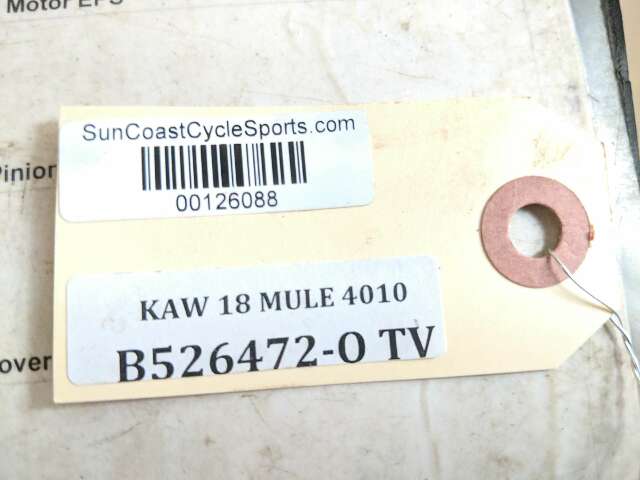 Motor EPS
Pinion
SunCoastCycleSports.com
00126088
KAW 18 MULE 4010
over
B526472-O TV